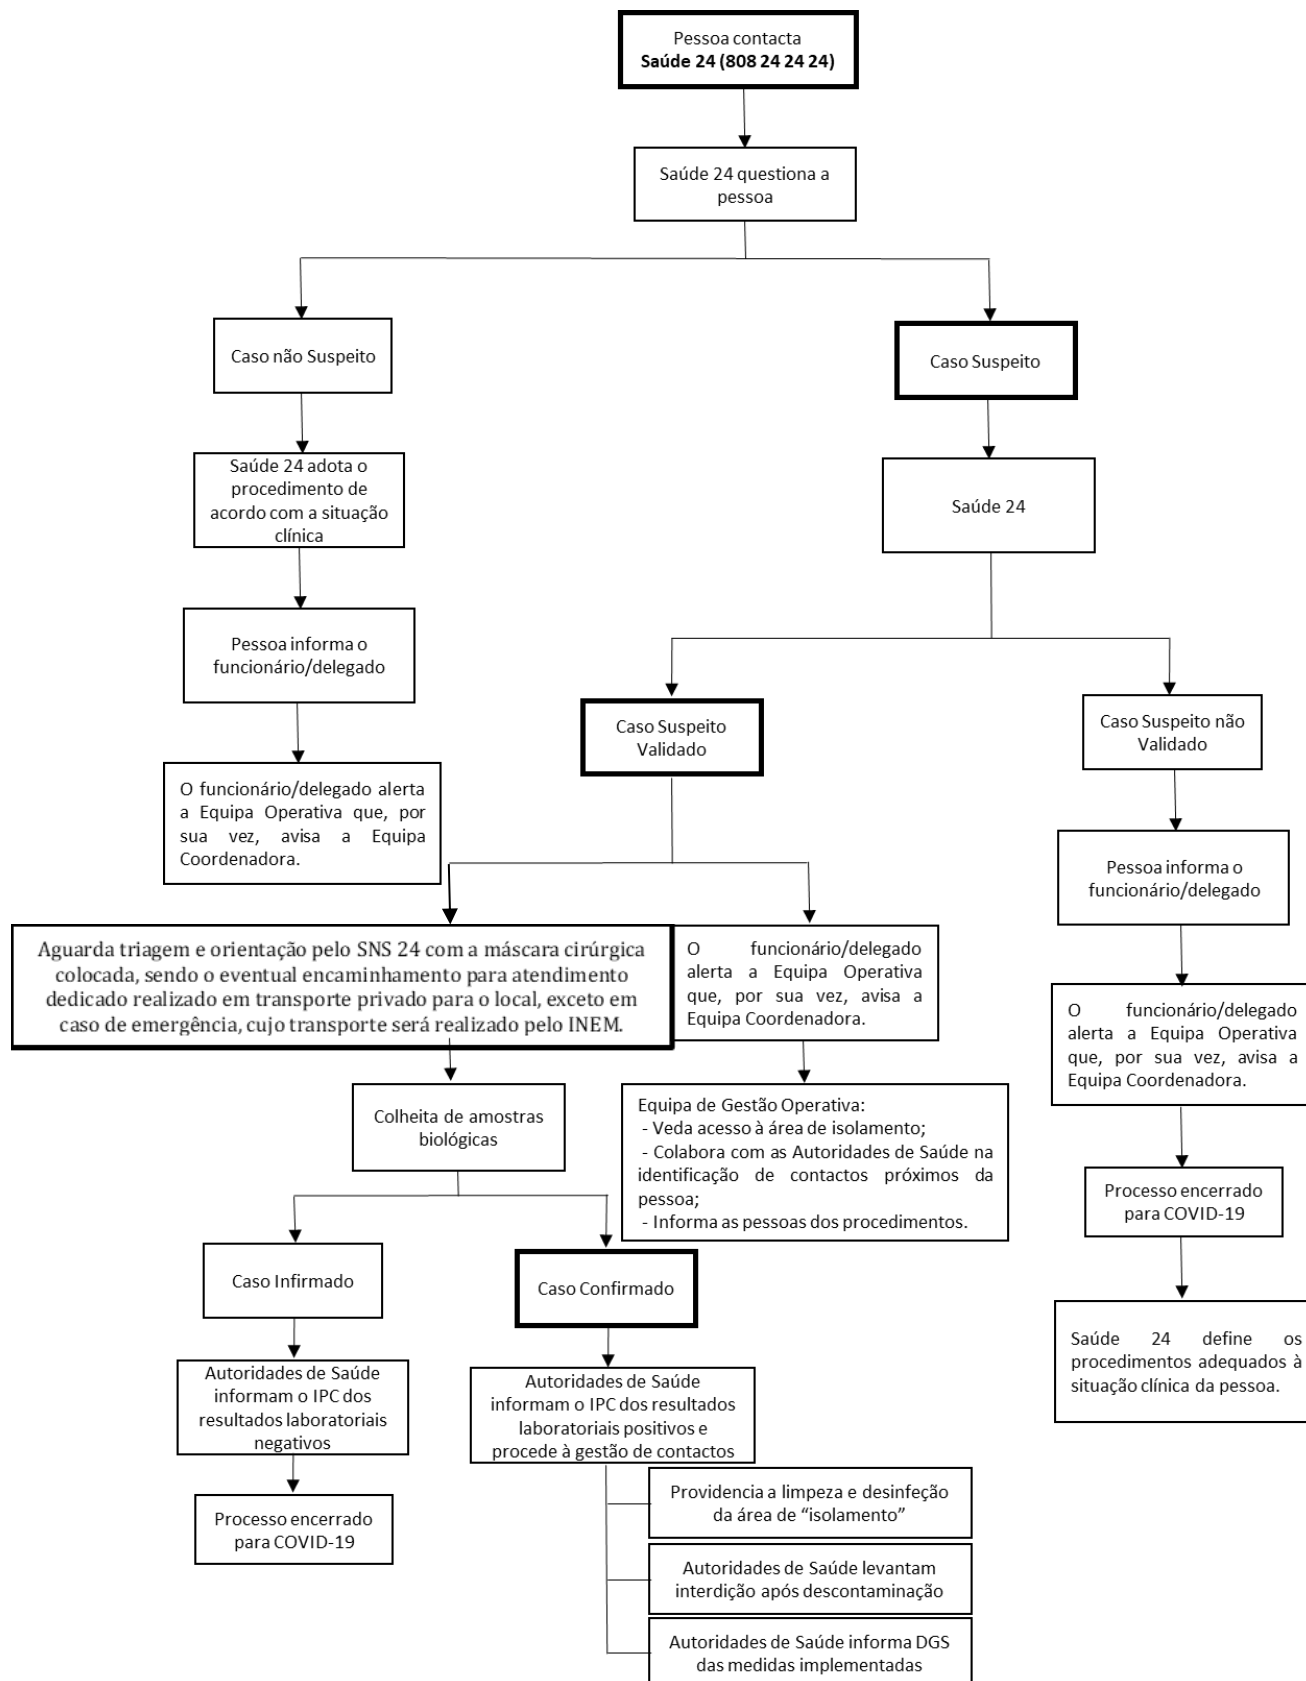 Pessoa contacta
Saúde 24 (808 24 24 24)
Saúde 24 questiona a
pessoa
Caso não Suspeito
Caso Suspeito
Saúde 24 adota o
procedimento de
acordo com a situação
clínica
Saúde 24
Pessoa informa o
funcionário/delegado
Caso Suspeito
Validado
Caso Suspeito não
Validado
O funcionário/delegado alerta
a Equipa Operativa que, por
sua vez, avisa a Equipa
Coordenadora.
Pessoa informa o
funcionário/delegado
Aguarda triagem e orientação pelo SNS 24 com a máscara cirúrgica
colocada, sendo o eventual encaminhamento para atendimento
dedicado realizado em transporte privado para o local, exceto em
caso de emergência, cujo transporte será realizado pelo INEM.
O funcionário/delegado
alerta a Equipa Operativa
que, por sua vez, avisa a
Equipa Coordenadora.
O funcionário/delegado
alerta a Equipa Operativa
que, por sua vez, avisa a
Equipa Coordenadora.
Colheita de amostras
biológicas
Equipa de Gestão Operativa:
- Veda acesso à área de isolamento;
- Colabora com as Autoridades de Saúde na
identificação de contactos próximos da
pessoa;
- Informa as pessoas dos procedimentos.
Processo encerrado
para COVID-19
Caso Infirmado
Caso Confirmado
Saúde 24 define os
procedimentos adequados à
situação clínica da pessoa.
Autoridades de Saúde
informam o IPC dos
resultados laboratoriais
negativos
Autoridades de Saúde
informam o IPC dos resultados
laboratoriais positivos e
procede à gestão de contactos
Processo encerrado
para COVID-19
Providencia a limpeza e desinfeção
da área de “isolamento”
Autoridades de Saúde levantam
interdição após descontaminação
Autoridades de Saúde informa DGS
das medidas implementadas